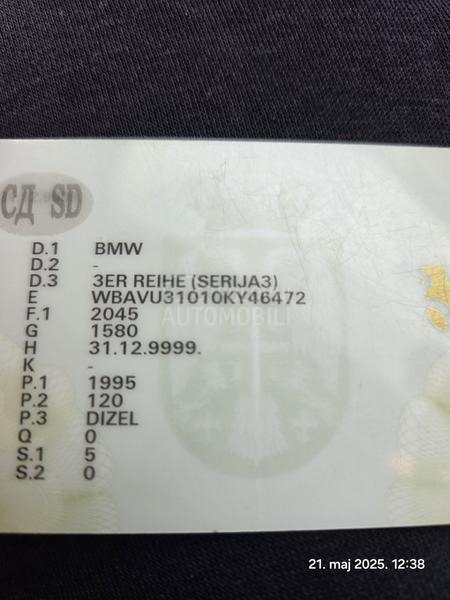 СД SD
D.1 BMW
D.2 -
D.3 3ER REIHE (SERIJA3)
E WBAVU31010KY46472
F.1 2045
POLOVNI AUTOMOBILI
G 1580
H 31.12.9999.
K -
P.1 1995
P.2 120
P.3 DIZEL
Q 0
S.1 5
S.2 0
21. maj 2025. 12:38